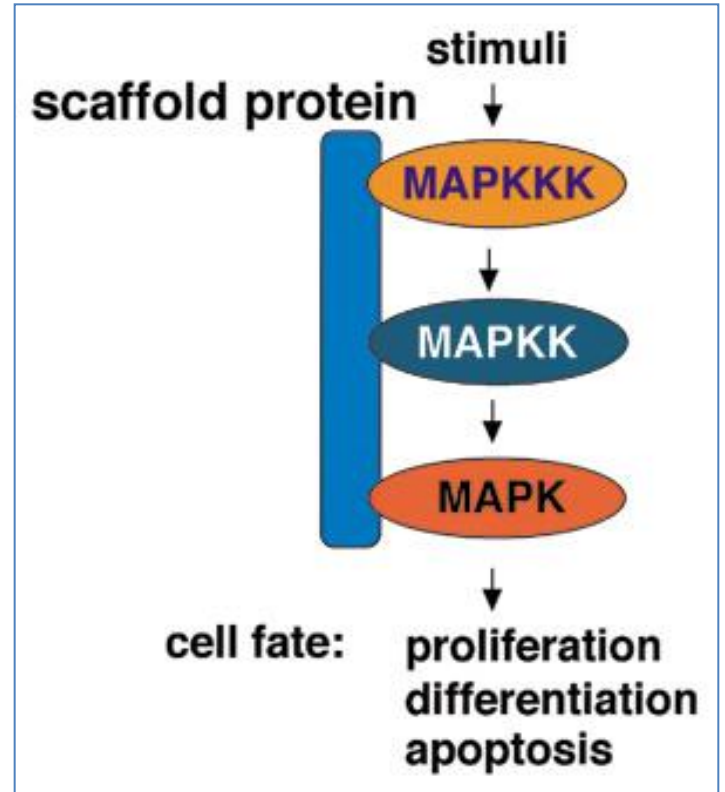 stimuli
scaffold protein
MAPKKK
MAPKK
MAPK
cell fate: proliferation
differentiation
apoptosis